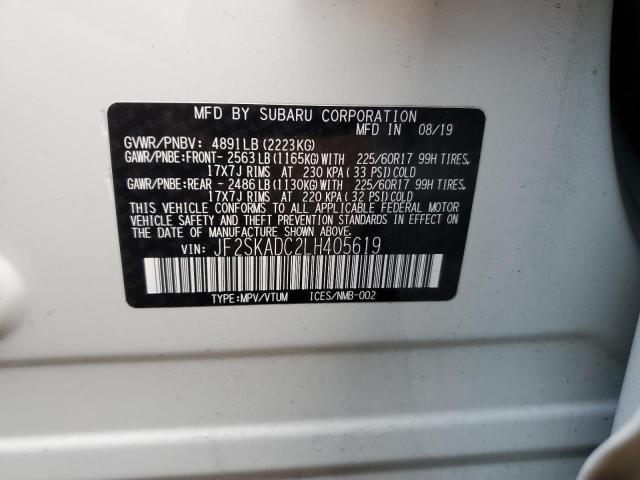 MFD BY SUBARU CORPORATION
MFD IN 08/19
GVWR/PNBV: 4891LB (2223KG)
GAWR/PNBE:FRONT- 2563LB (1165KG)WITH 225/60R17 99H TIRES,
17X7J RIMS AT 230 KPA (33 PSI)COLD
GAWR/PNBE:REAR - 2486LB (1130KG)WITH 225/60R17 99H TIRES,
17X7J RIMS AT 220 KPA (32 PSI)COLD
THIS VEHICLE CONFORMS TO ALL APPLICABLE FEDERAL MOTOR
VEHICLE SAFETY AND THEFT PREVENTION STANDARDS IN EFFECT ON
THE DATE OF MANUFACTURE SHOWN ABOVE.
VIN: JF2SKADC2LH405619
TYPE:MPV/VTUM ICES/NMB-002